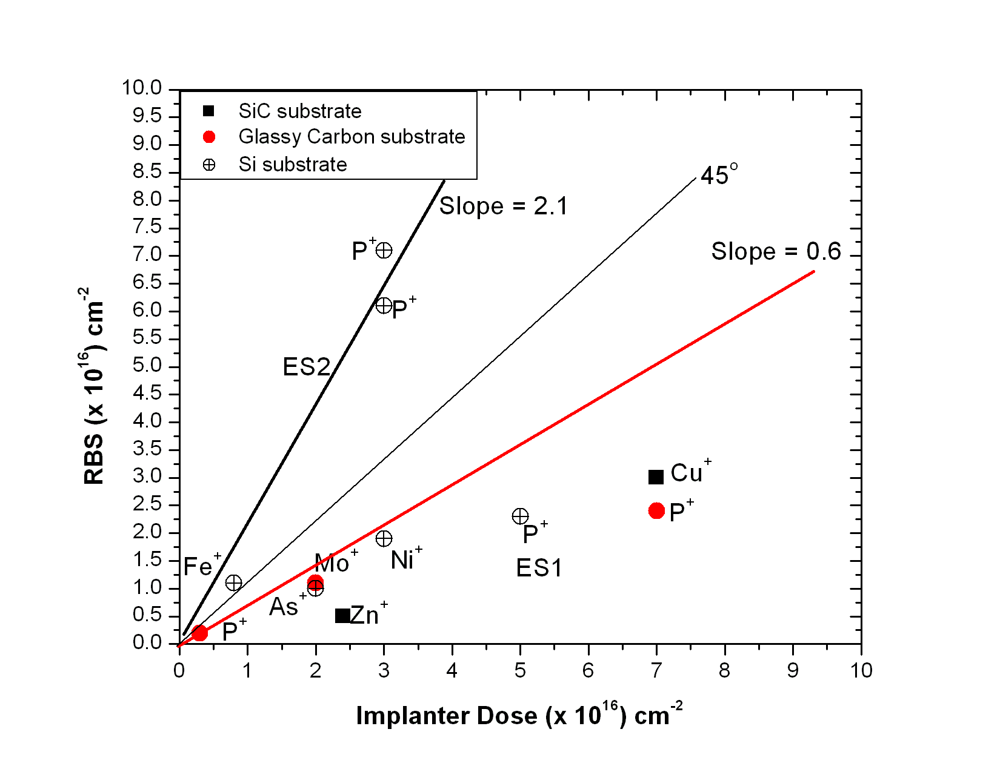 10.0
9.5
9.0
8.5
8.0
7.5
7.0
6.5
6.0
5.5
5.0
4.5
4.0
3.5
3.0
2.5
2.0
1.5
1.0
0.5
0.0
RBS (x 10¹⁶) cm⁻²
SiC substrate
Glassy Carbon substrate
Si substrate
45°
Slope = 2.1
Slope = 0.6
P⁺
P⁺
ES2
Cu⁺
P⁺
P⁺
Fe⁺
Mo⁺
Ni⁺
ES1
As⁺
Zn⁺
P⁺
0 1 2 3 4 5 6 7 8 9 10
Implanter Dose (x 10¹⁶) cm⁻²